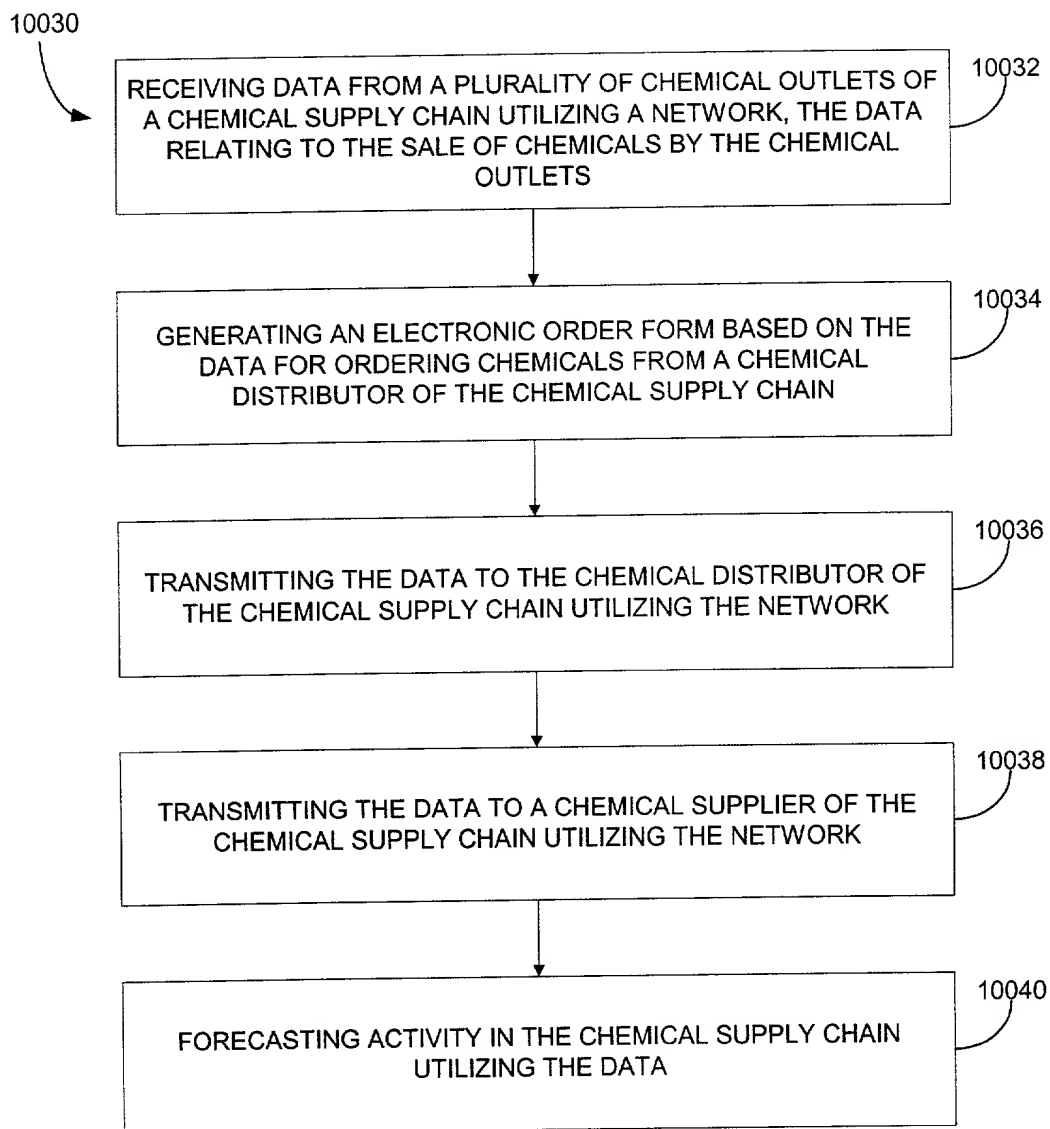 10030
10032
RECEIVING DATA FROM A PLURALITY OF CHEMICAL OUTLETS OF
A CHEMICAL SUPPLY CHAIN UTILIZING A NETWORK, THE DATA
RELATING TO THE SALE OF CHEMICALS BY THE CHEMICAL
OUTLETS
10034
GENERATING AN ELECTRONIC ORDER FORM BASED ON THE
DATA FOR ORDERING CHEMICALS FROM A CHEMICAL
DISTRIBUTOR OF THE CHEMICAL SUPPLY CHAIN
10036
TRANSMITTING THE DATA TO THE CHEMICAL DISTRIBUTOR OF
THE CHEMICAL SUPPLY CHAIN UTILIZING THE NETWORK
10038
TRANSMITTING THE DATA TO A CHEMICAL SUPPLIER OF THE
CHEMICAL SUPPLY CHAIN UTILIZING THE NETWORK
10040
FORECASTING ACTIVITY IN THE CHEMICAL SUPPLY CHAIN
UTILIZING THE DATA